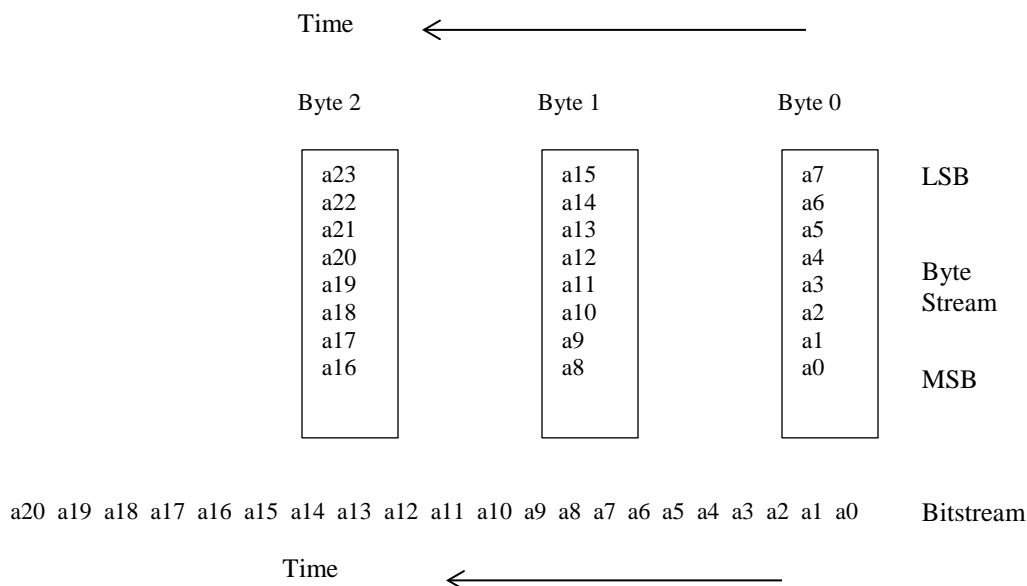 Time
Byte 2 Byte 1 Byte 0
a23 a15 a7 LSB
a22 a14 a6
a21 a13 a5
a20 a12 a4
a19 a11 a3 Byte
a18 a10 a2 Stream
a17 a9 a1
a16 a8 a0 MSB
a20 a19 a18 a17 a16 a15 a14 a13 a12 a11 a10 a9 a8 a7 a6 a5 a4 a3 a2 a1 a0 Bitstream
Time